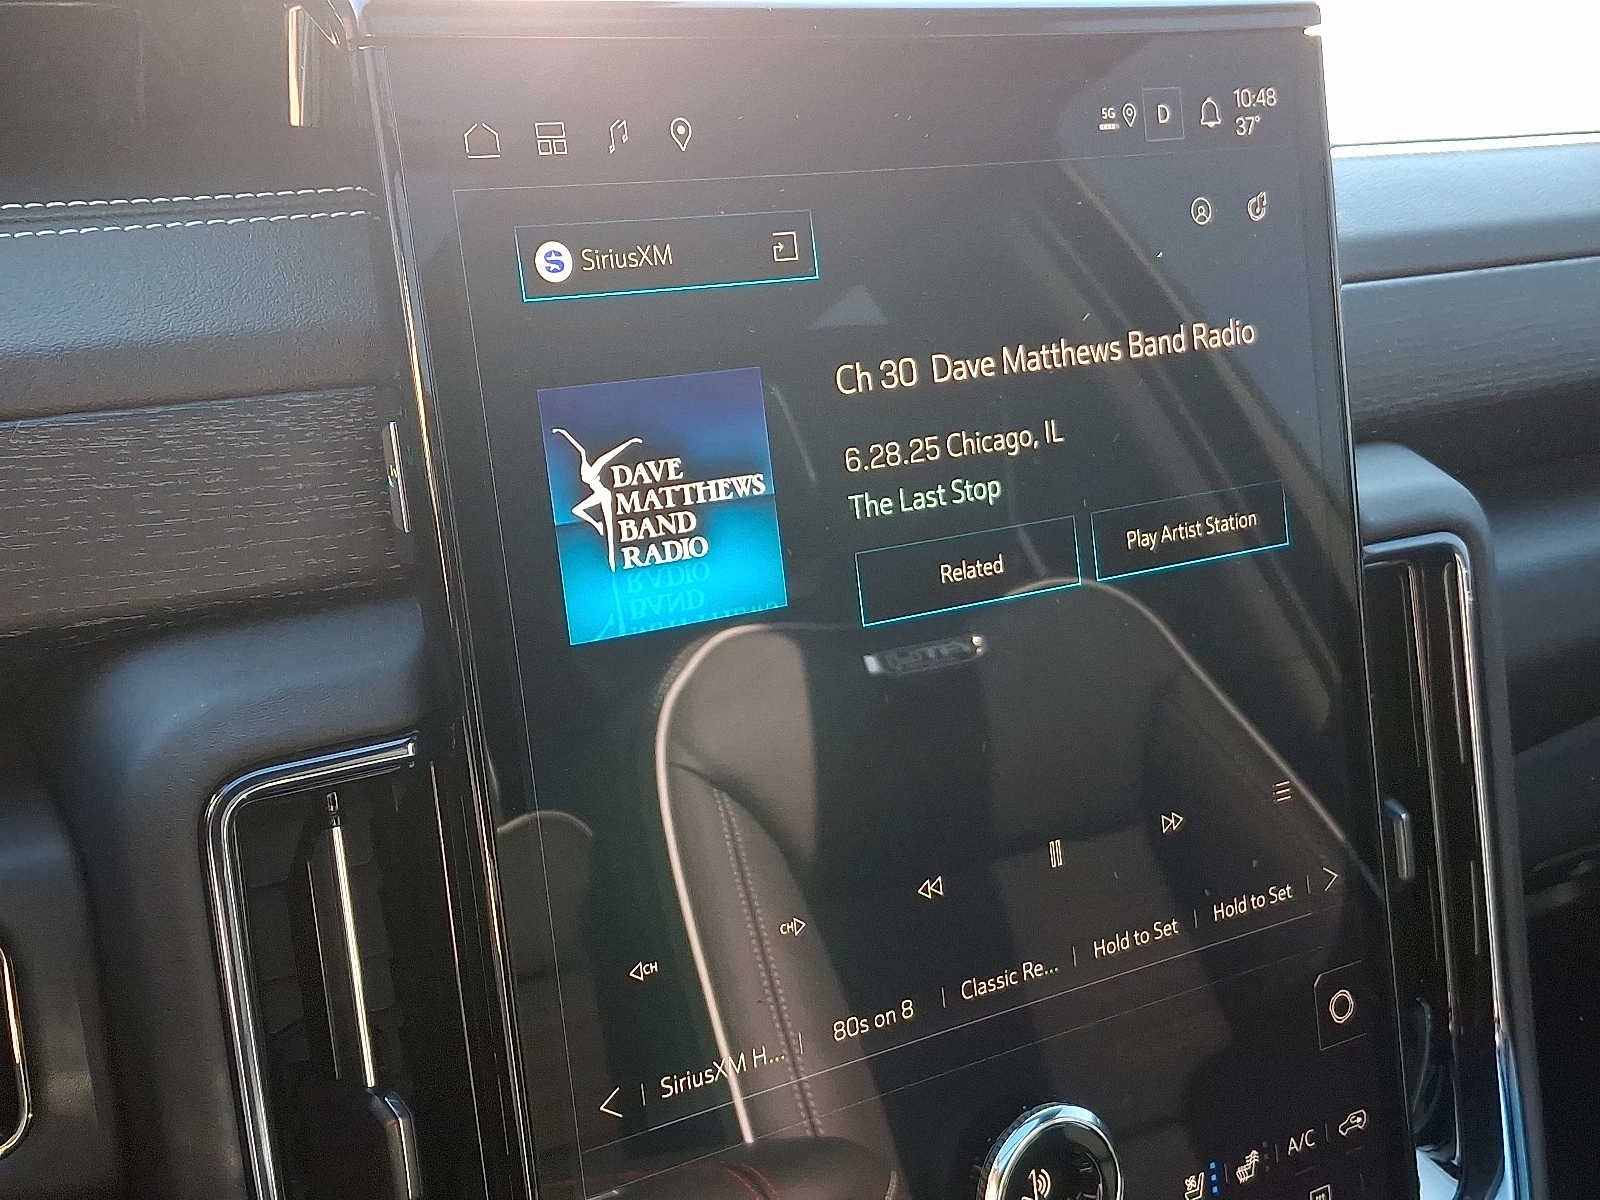 5G D 10:48
37°
SiriusXM
Ch 30 Dave Matthews Band Radio
6.28.25 Chicago, IL
The Last Stop
DAVE
MATTHEWS
BAND
RADIO
Related
Play Artist Station
CH
CH
SiriusXM H...
80s on 8
Classic Re...
Hold to Set
Hold to Set
A/C